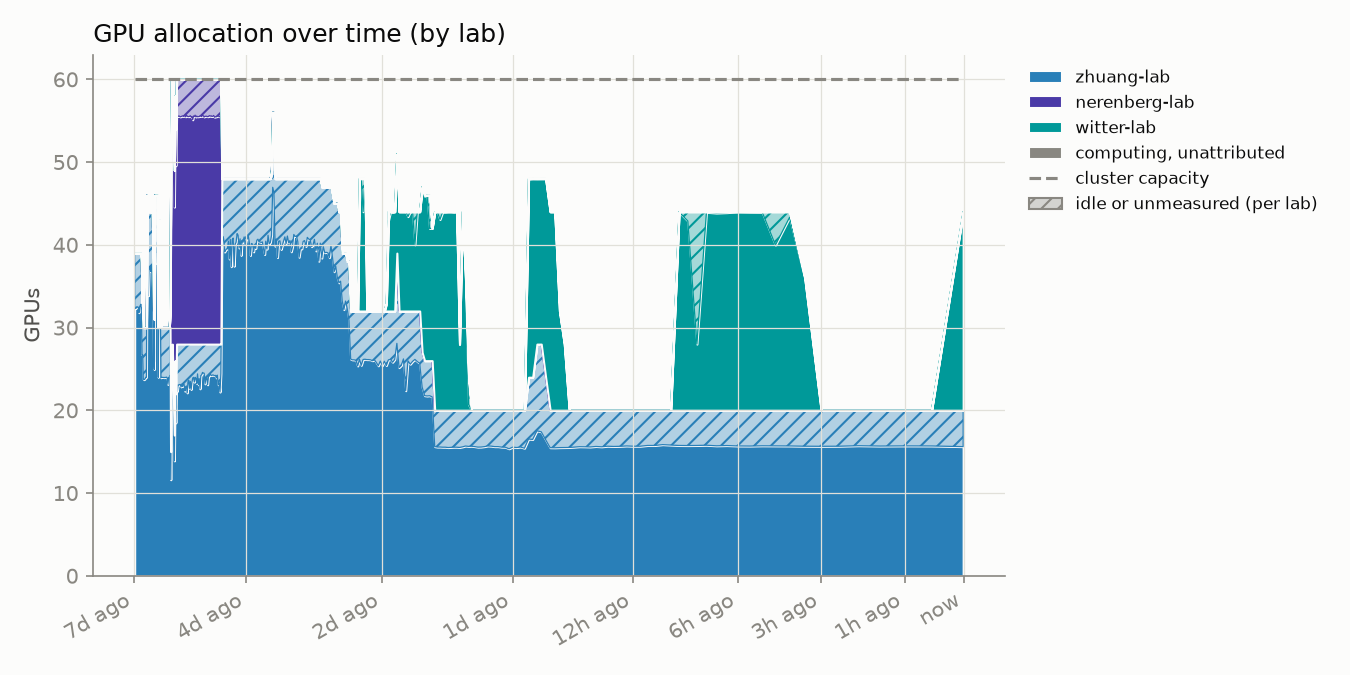 GPU allocation over time (by lab)
60
50
40
30
20
10
0
GPUs
7d ago
4d ago
2d ago
1d ago
12h ago
6h ago
3h ago
1h ago
now
zhuang-lab
nerenberg-lab
witter-lab
computing, unattributed
cluster capacity
idle or unmeasured (per lab)